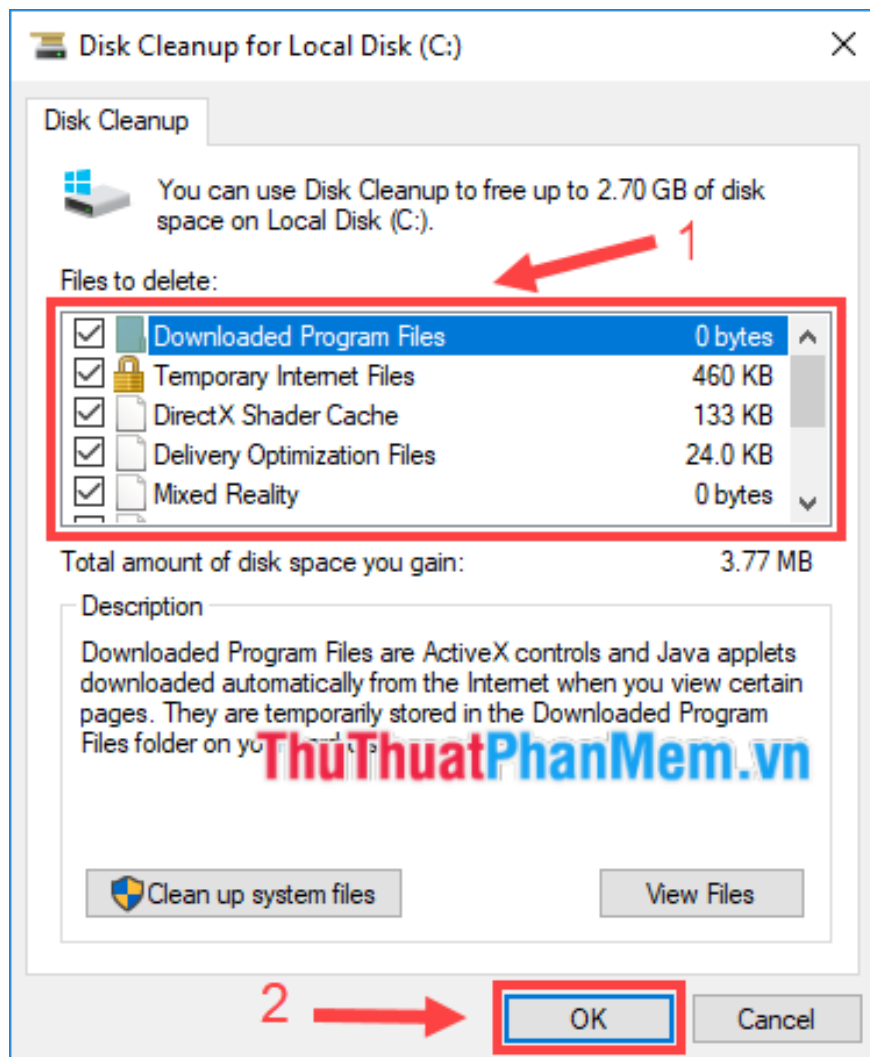 Disk Cleanup for Local Disk (C:)
Disk Cleanup
You can use Disk Cleanup to free up to 2.70 GB of disk
space on Local Disk (C:).
1
Files to delete:
Downloaded Program Files 0 bytes
Temporary Internet Files 460 KB
DirectX Shader Cache 133 KB
Delivery Optimization Files 24.0 KB
Mixed Reality 0 bytes
Total amount of disk space you gain: 3.77 MB
Description
Downloaded Program Files are ActiveX controls and Java applets
downloaded automatically from the Internet when you view certain
pages. They are temporarily stored in the Downloaded Program
Files folder on
ThuThuatPhanMem.vn
Clean up system files View Files
2 OK Cancel